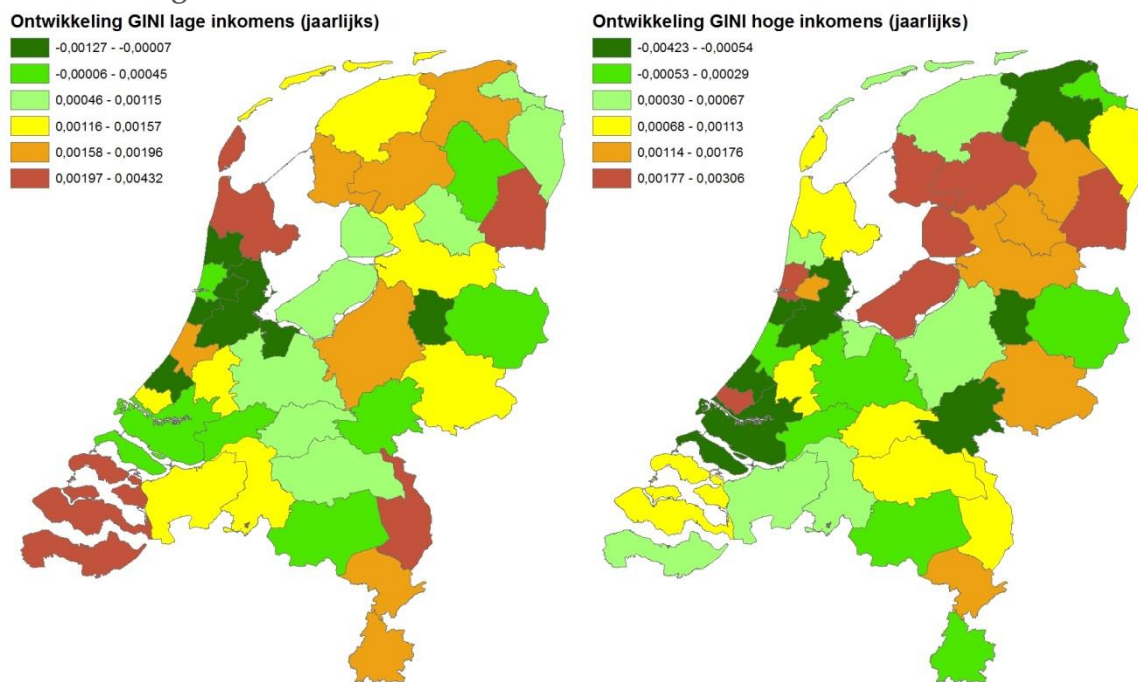 Ontwikkeling GINI lage inkomens (jaarlijks)
-0,00127 - -0,00007
-0,00006 - 0,00045
0,00046 - 0,00115
0,00116 - 0,00157
0,00158 - 0,00196
0,00197 - 0,00432
Ontwikkeling GINI hoge inkomens (jaarlijks)
-0,00423 - -0,00054
-0,00053 - 0,00029
0,00030 - 0,00067
0,00068 - 0,00113
0,00114 - 0,00176
0,00177 - 0,00306